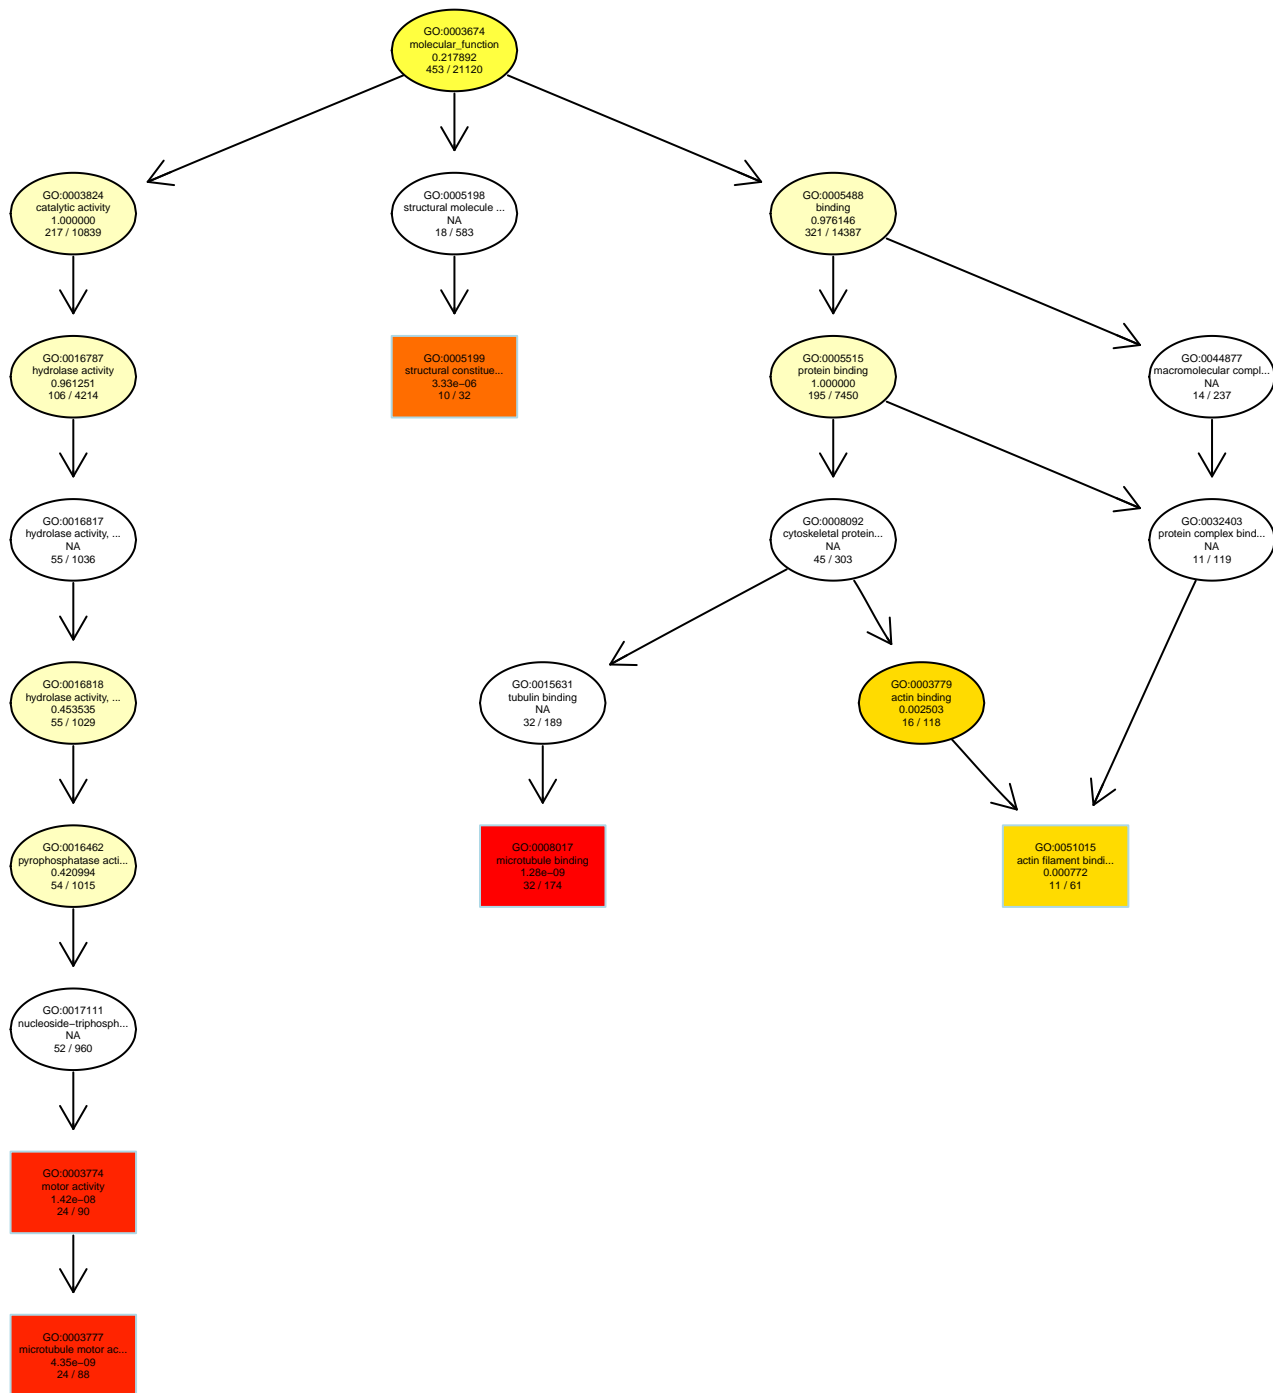 GO:0003674
molecular_function
0.217892
453 / 21120
GO:0003824
catalytic activity
1.000000
217 / 10839
GO:0005198
structural molecule ...
NA
18 / 583
GO:0005488
binding
0.976146
321 / 14387
GO:0016787
hydrolase activity
0.961251
106 / 4214
GO:0005199
structural constitue...
3.33e−06
10 / 32
GO:0005515
protein binding
1.000000
195 / 7450
GO:0044877
macromolecular compl...
NA
14 / 237
GO:0016817
hydrolase activity, ...
NA
55 / 1036
GO:0008092
cytoskeletal protein...
NA
45 / 303
GO:0032403
protein complex bind...
NA
11 / 119
GO:0016818
hydrolase activity, ...
0.453535
55 / 1029
GO:0015631
tubulin binding
NA
32 / 189
GO:0003779
actin binding
0.002503
16 / 118
GO:0016462
pyrophosphatase acti...
0.420994
54 / 1015
GO:0008017
microtubule binding
1.28e−09
32 / 174
GO:0051015
actin filament bindi...
0.000772
11 / 61
GO:0017111
nucleoside−triphosph...
NA
52 / 960
GO:0003774
motor activity
1.42e−08
24 / 90
GO:0003777
microtubule motor ac...
4.35e−09
24 / 88